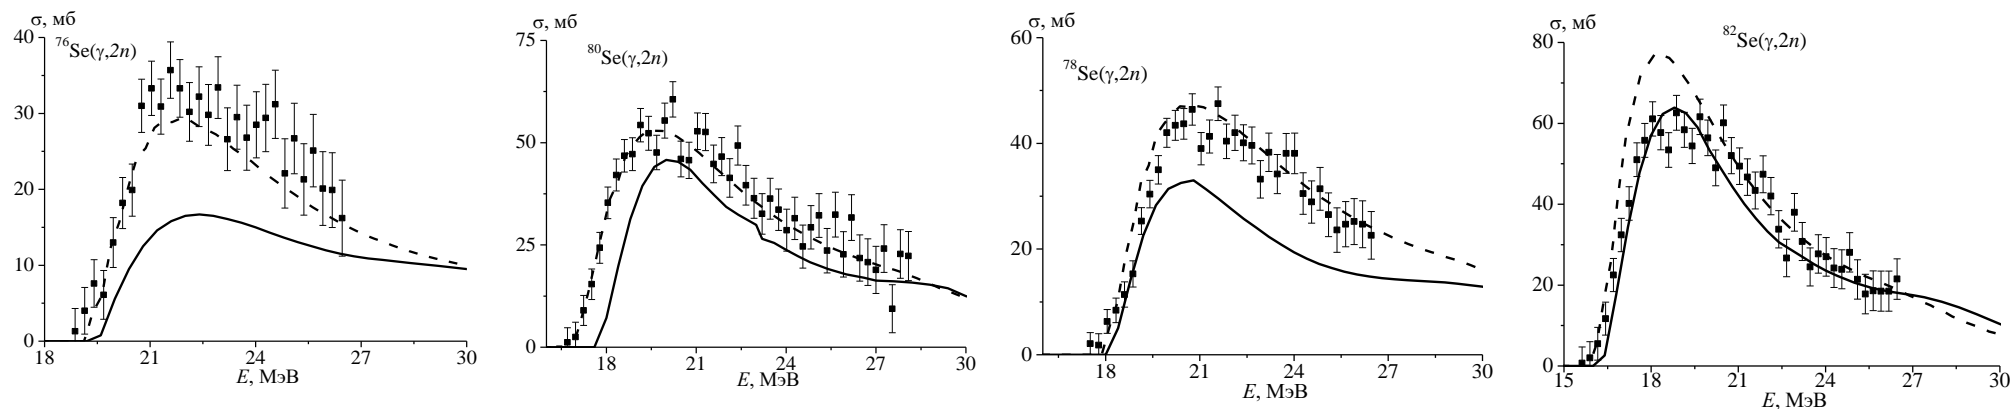 σ, мб
⁷⁶Se(γ,2n)
40
30
20
10
0
18 21 24 27 30
E, МэВ
σ, мб
⁸⁰Se(γ,2n)
75
50
25
0
18 21 24 27 30
E, МэВ
σ, мб
⁷⁸Se(γ,2n)
60
40
20
0
18 21 24 27 30
E, МэВ
σ, мб
⁸²Se(γ,2n)
80
60
40
20
0
15 18 21 24 27 30
E, МэВ